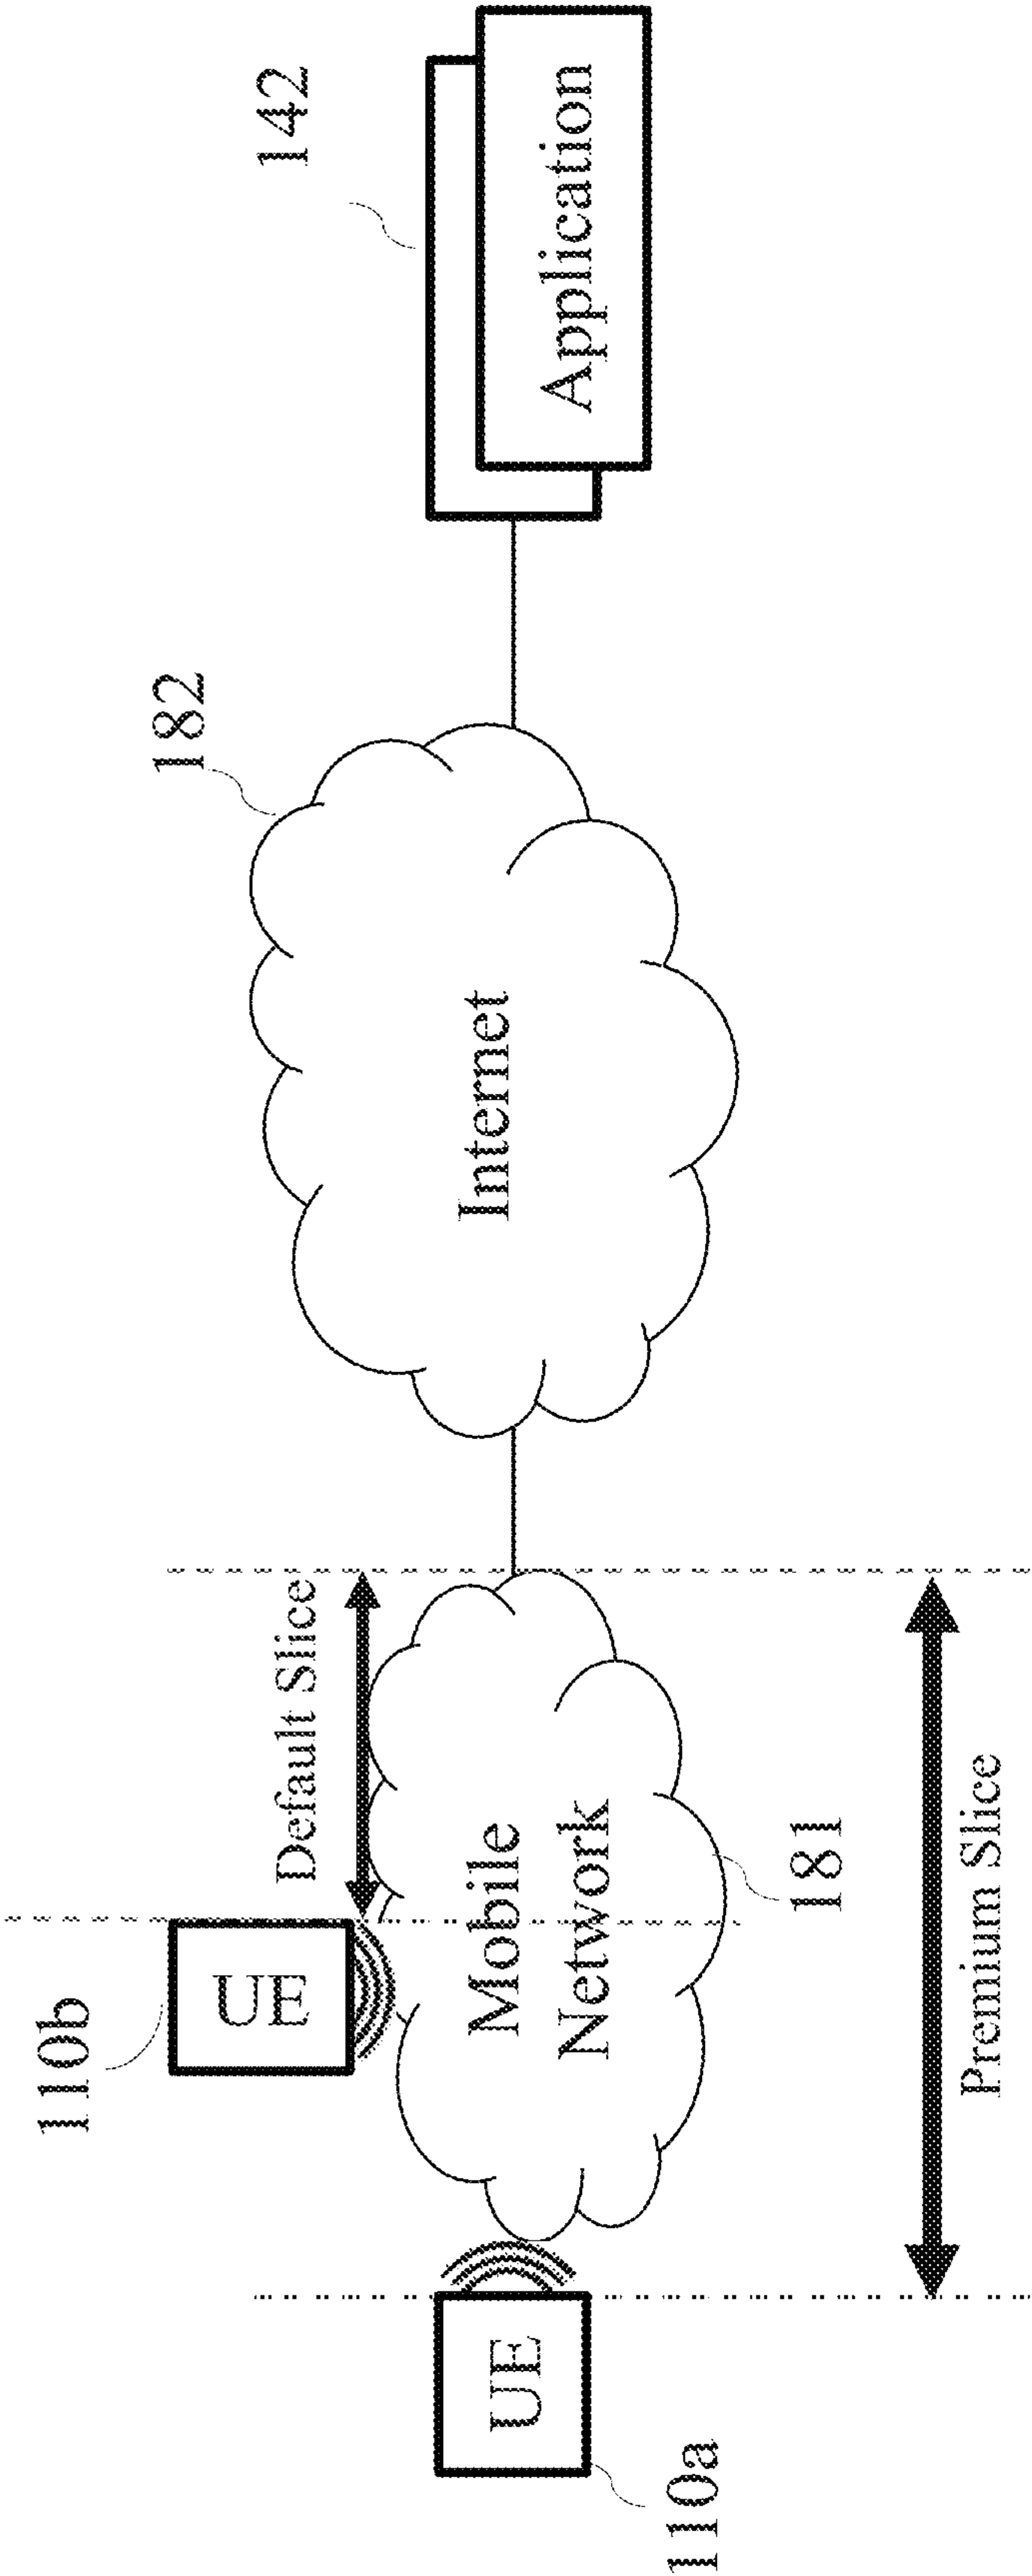 110b
UE
Default Slice
182
142
UE
110a
Mobile
Network
Internet
Application
181
Premium Slice